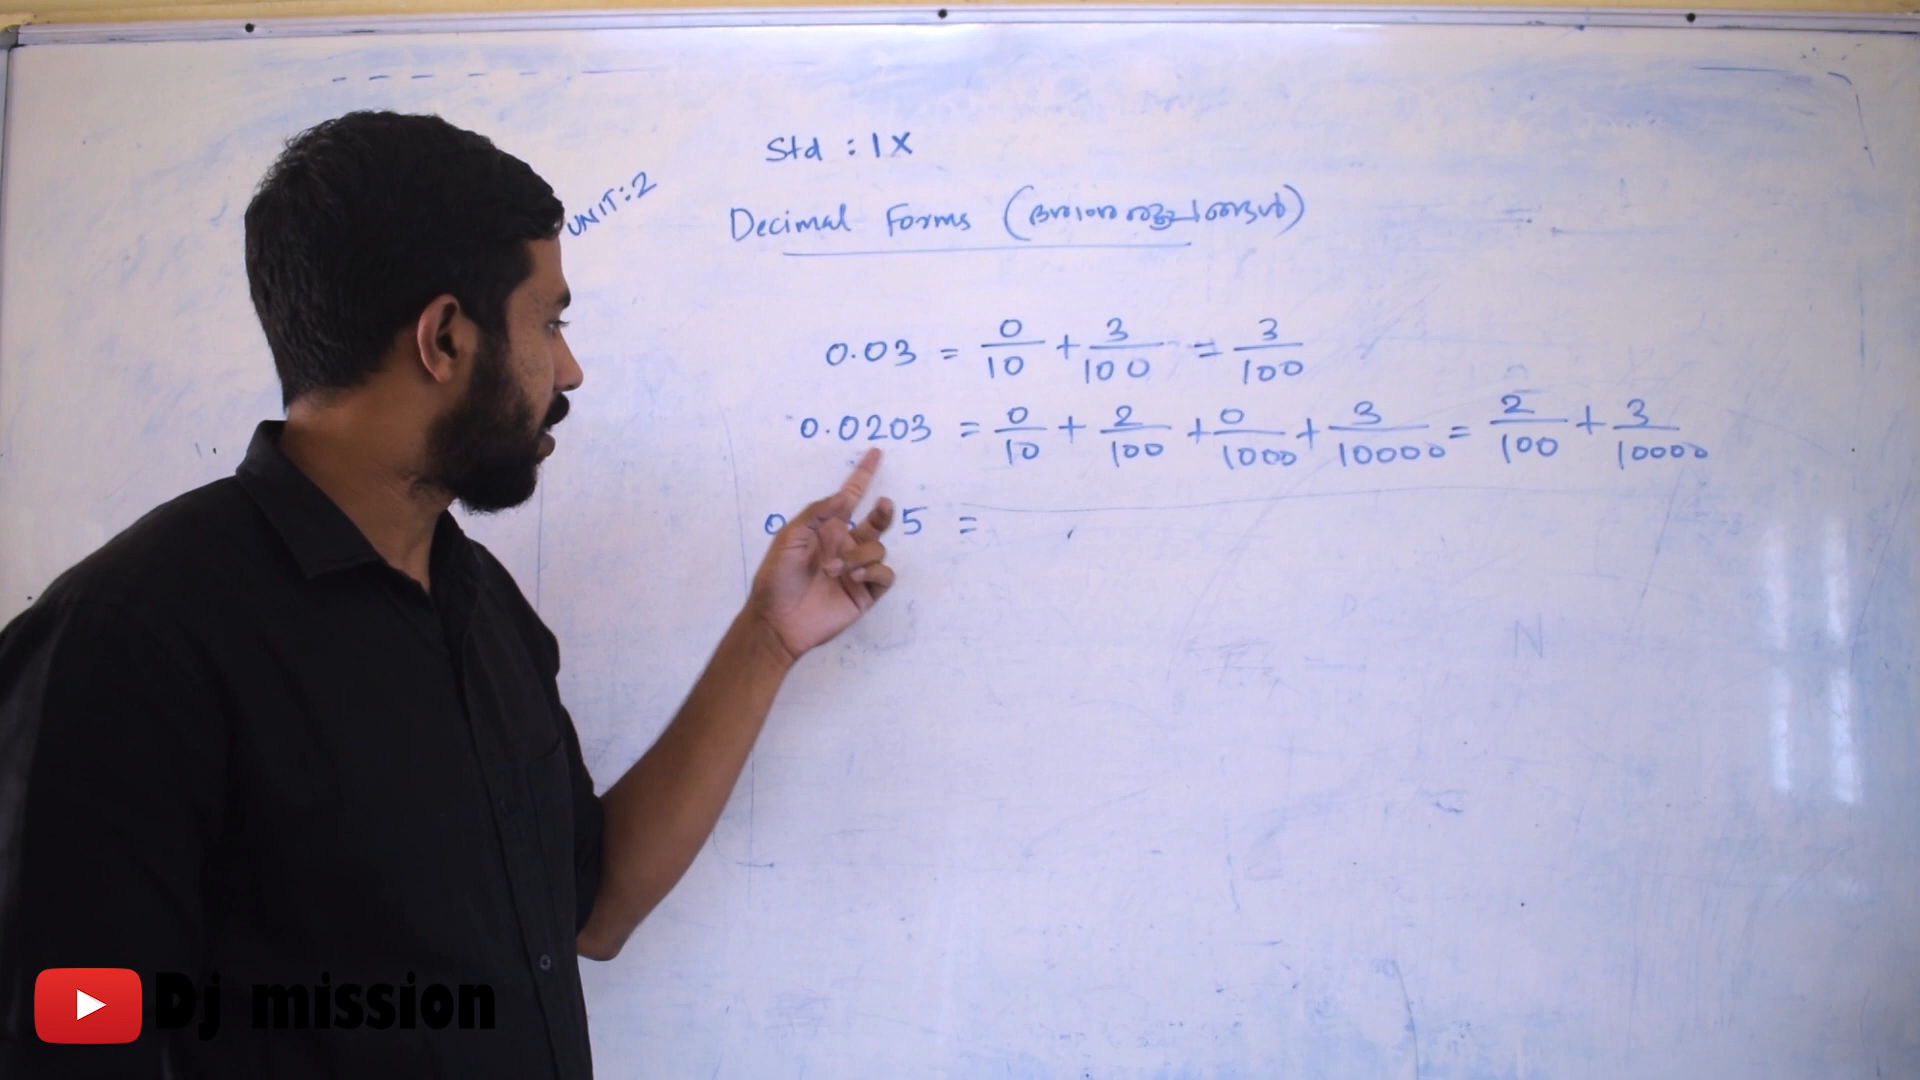 Std : IX
UNIT:2
Decimal Forms (ദശാംശരൂപങ്ങൾ)
0.03 = 0/10 + 3/100 = 3/100
0.0203 = 0/10 + 2/100 + 0/1000 + 3/10000 = 2/100 + 3/10000
5 =
N
Dj mission